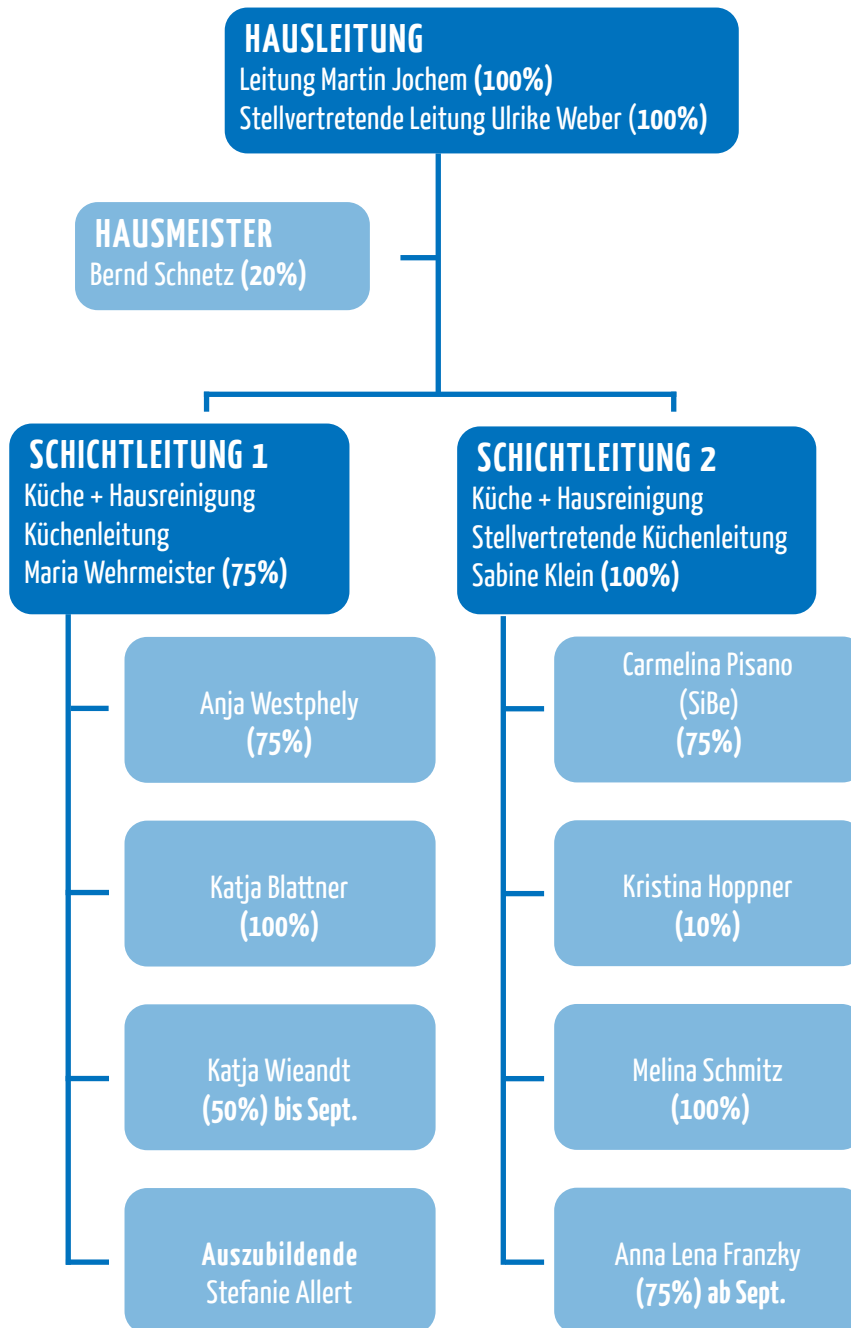 HAUSLEITUNG
Leitung Martin Jochem (100%)
Stellvertretende Leitung Ulrike Weber (100%)
HAUSMEISTER
Bernd Schnetz (20%)
SCHICHTLEITUNG 1
Küche + Hausreinigung
Küchenleitung
Maria Wehrmeister (75%)
Anja Westphely
(75%)
Katja Blattner
(100%)
Katja Wieandt
(50%) bis Sept.
Auszubildende
Stefanie Allert
SCHICHTLEITUNG 2
Küche + Hausreinigung
Stellvertretende Küchenleitung
Sabine Klein (100%)
Carmelina Pisano
(SiBe)
(75%)
Kristina Hoppner
(10%)
Melina Schmitz
(100%)
Anna Lena Franzky
(75%) ab Sept.